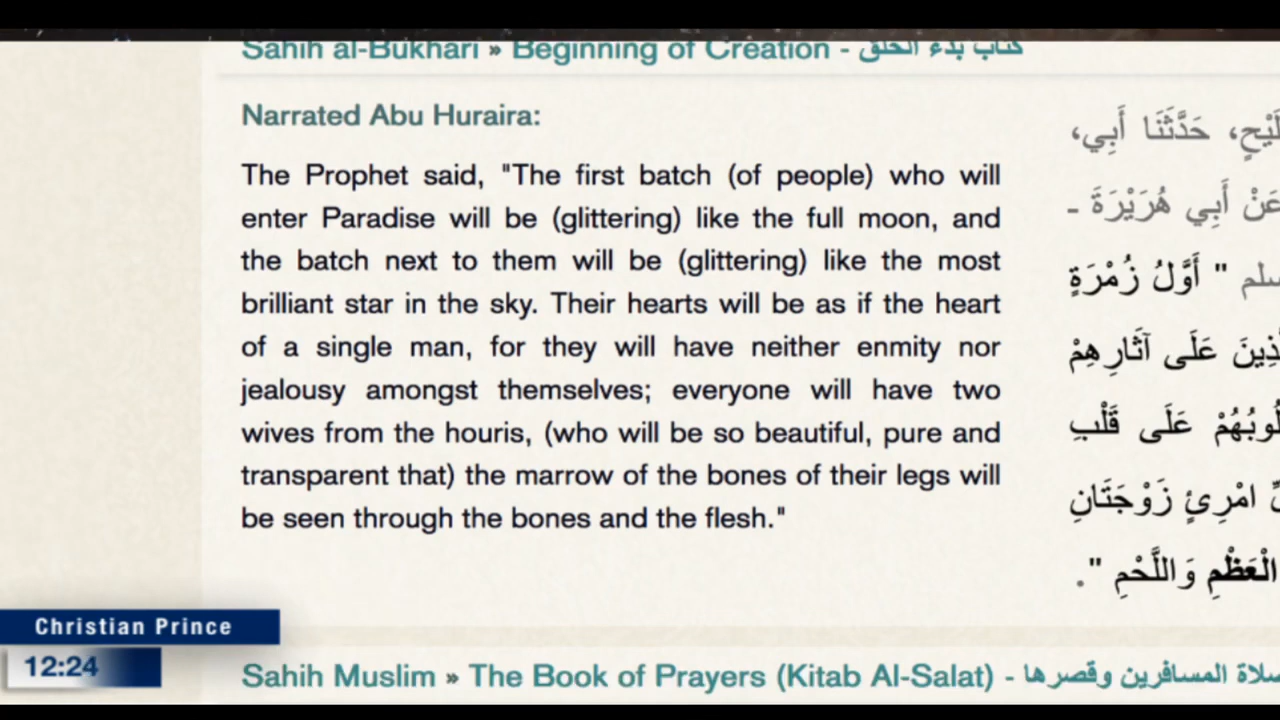 Sahih al-Bukhari » Beginning of Creation - كتاب بدء الخلق
Narrated Abu Huraira:
The Prophet said, "The first batch (of people) who will
enter Paradise will be (glittering) like the full moon, and
the batch next to them will be (glittering) like the most
brilliant star in the sky. Their hearts will be as if the heart
of a single man, for they will have neither enmity nor
jealousy amongst themselves; everyone will have two
wives from the houris, (who will be so beautiful, pure and
transparent that) the marrow of the bones of their legs will
be seen through the bones and the flesh."
حَدَّثَنَا أَبِي،
عَنْ أَبِي هُرَيْرَةَ ـ
" أَوَّلُ زُمْرَةٍ
عَلَى آثَارِهِمْ
عَلَى قَلْبِ
امْرِئٍ زَوْجَتَانِ
الْعَظْمِ وَاللَّحْمِ ".
Christian Prince
12:24
Sahih Muslim » The Book of Prayers (Kitab Al-Salat) - المسافرين وقصرها